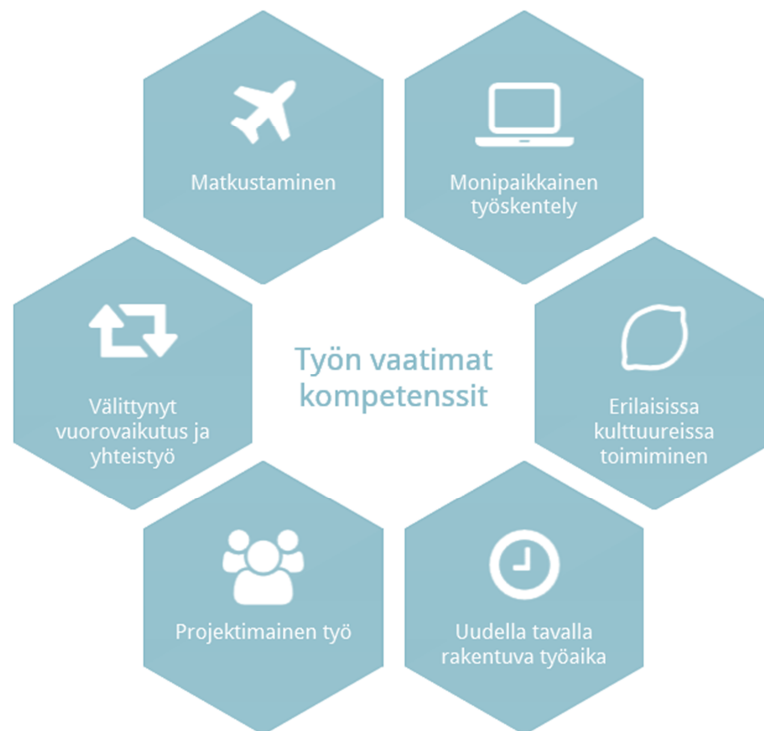 Matkustaminen
Monipaikkainen
työskentely
Välittynyt
vuorovaikutus ja
yhteistyö
Työn vaatimat
kompetenssit
Erilaisissa
kulttuureissa
toimiminen
Projektimainen työ
Uudella tavalla
rakentuva työaika